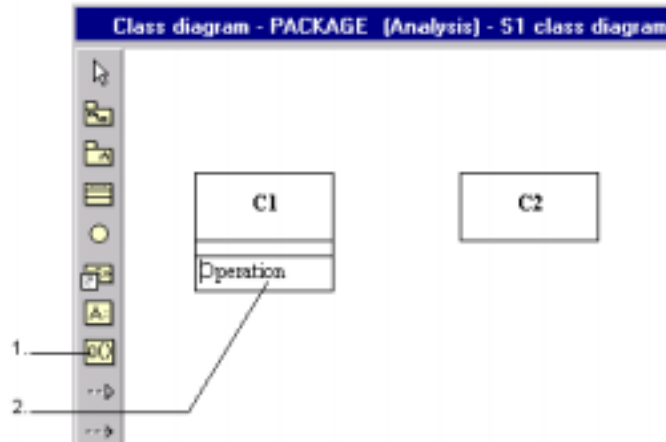 Class diagram - PACKAGE (Analysis) - S1 class diagram
C1
C2
Operation
A:
o()
1.
2.